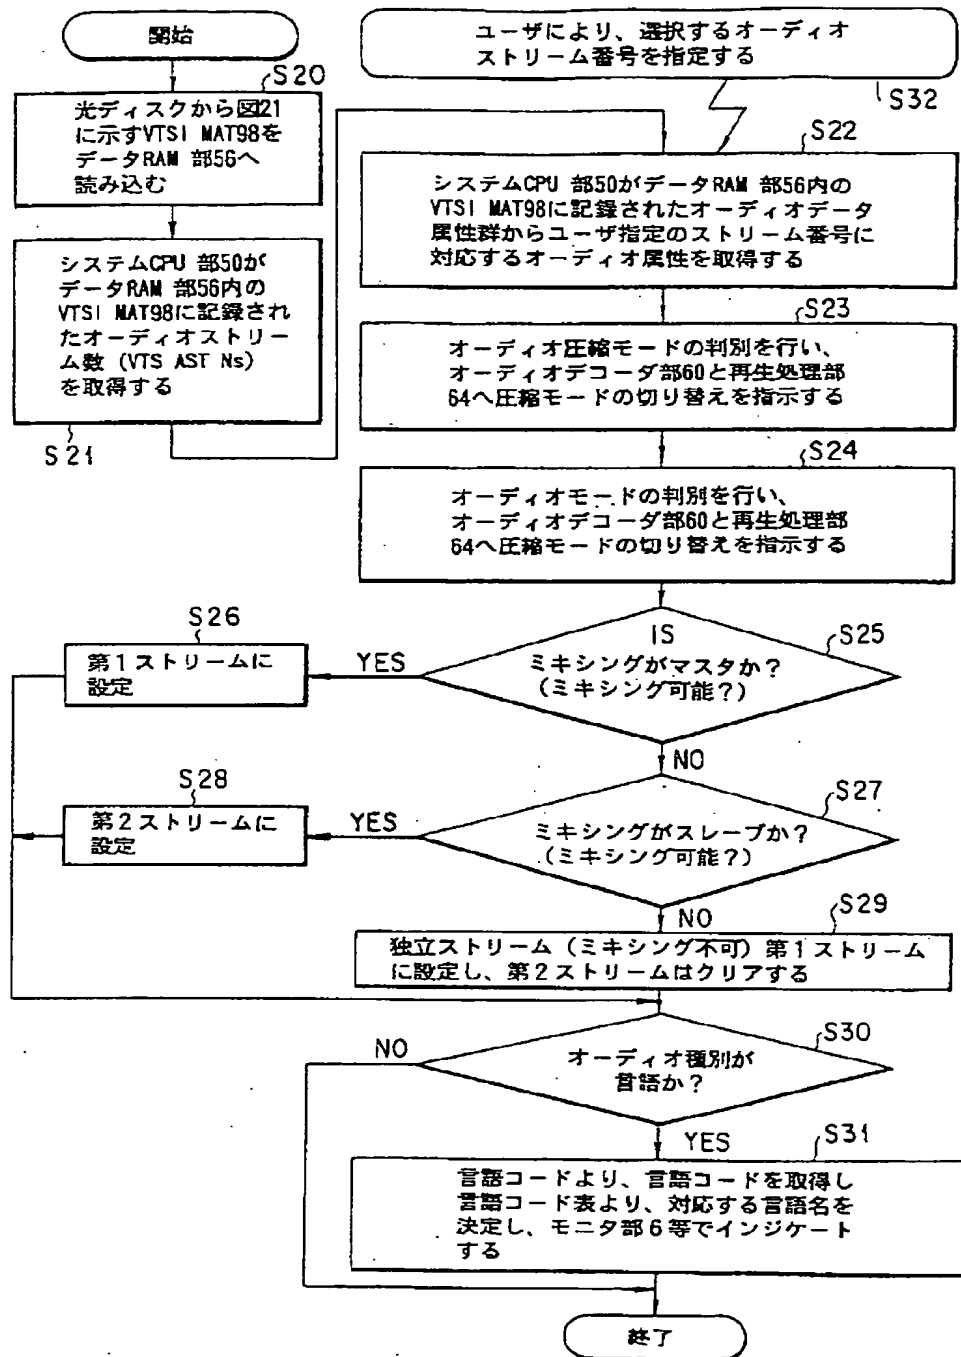 開始
S20
光ディスクから図21
に示すVTSI MAT98を
データRAM 部56へ
読み込む
システムCPU 部50が
データRAM 部56内の
VTSI MAT98に記録され
たオーディオストリー
ム数 (VTS AST Ns)
を取得する
S21
ユーザにより、選択するオーディオ
ストリーム番号を指定する
S32
S22
システムCPU 部50がデータRAM 部56内の
VTSI MAT98に記録されたオーディオデータ
属性群からユーザ指定のストリーム番号に
対応するオーディオ属性を取得する
S23
オーディオ圧縮モードの判別を行い、
オーディオデコーダ部60と再生処理部
64へ圧縮モードの切り替えを指示する
S24
オーディオモードの判別を行い、
オーディオデコーダ部60と再生処理部
64へ圧縮モードの切り替えを指示する
S25
IS
ミキシングがマスタか?
(ミキシング可能?)
YES
S26
第1ストリームに
設定
NO
S27
ミキシングがスレーブか?
(ミキシング可能?)
YES
S28
第2ストリームに
設定
NO
S29
独立ストリーム (ミキシング不可) 第1ストリーム
に設定し、第2ストリームはクリアする
S30
オーディオ種別が
言語か?
NO
YES
S31
言語コードより、言語コードを取得し
言語コード表より、対応する言語名を
決定し、モニタ部6等でインジケート
する
終了